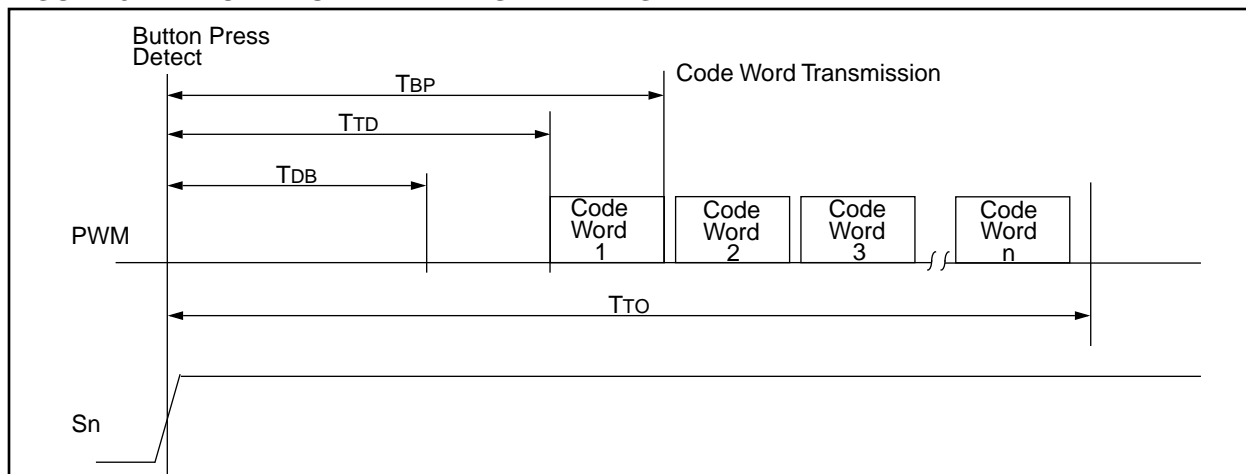 Button Press
Detect
TBP
Code Word Transmission
TTD
TDB
Code
Word
1
Code
Word
2
Code
Word
3
Code
Word
n
PWM
TTO
Sn